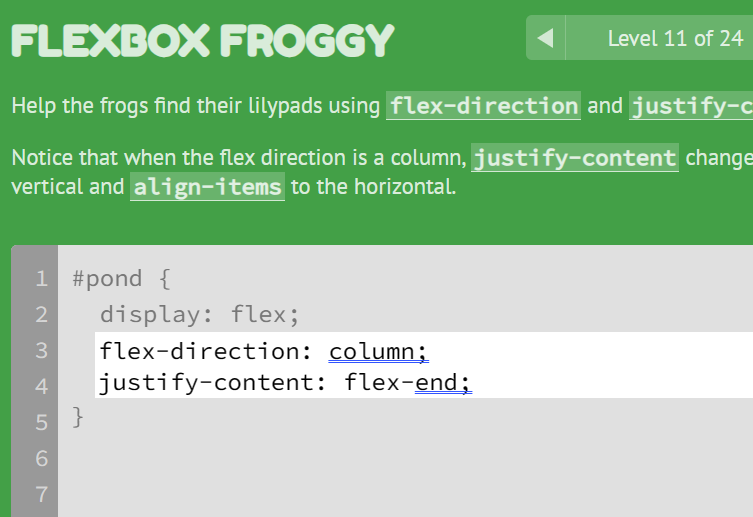 FLEXBOX FROGGY
Level 11 of 24
Help the frogs find their lilypads using flex-direction and
Notice that when the flex direction is a column, justify-content
vertical and align-items to the horizontal.
1 #pond {
2 display: flex;
3 flex-direction: column;
4 justify-content: flex-end;
5 }
6
7